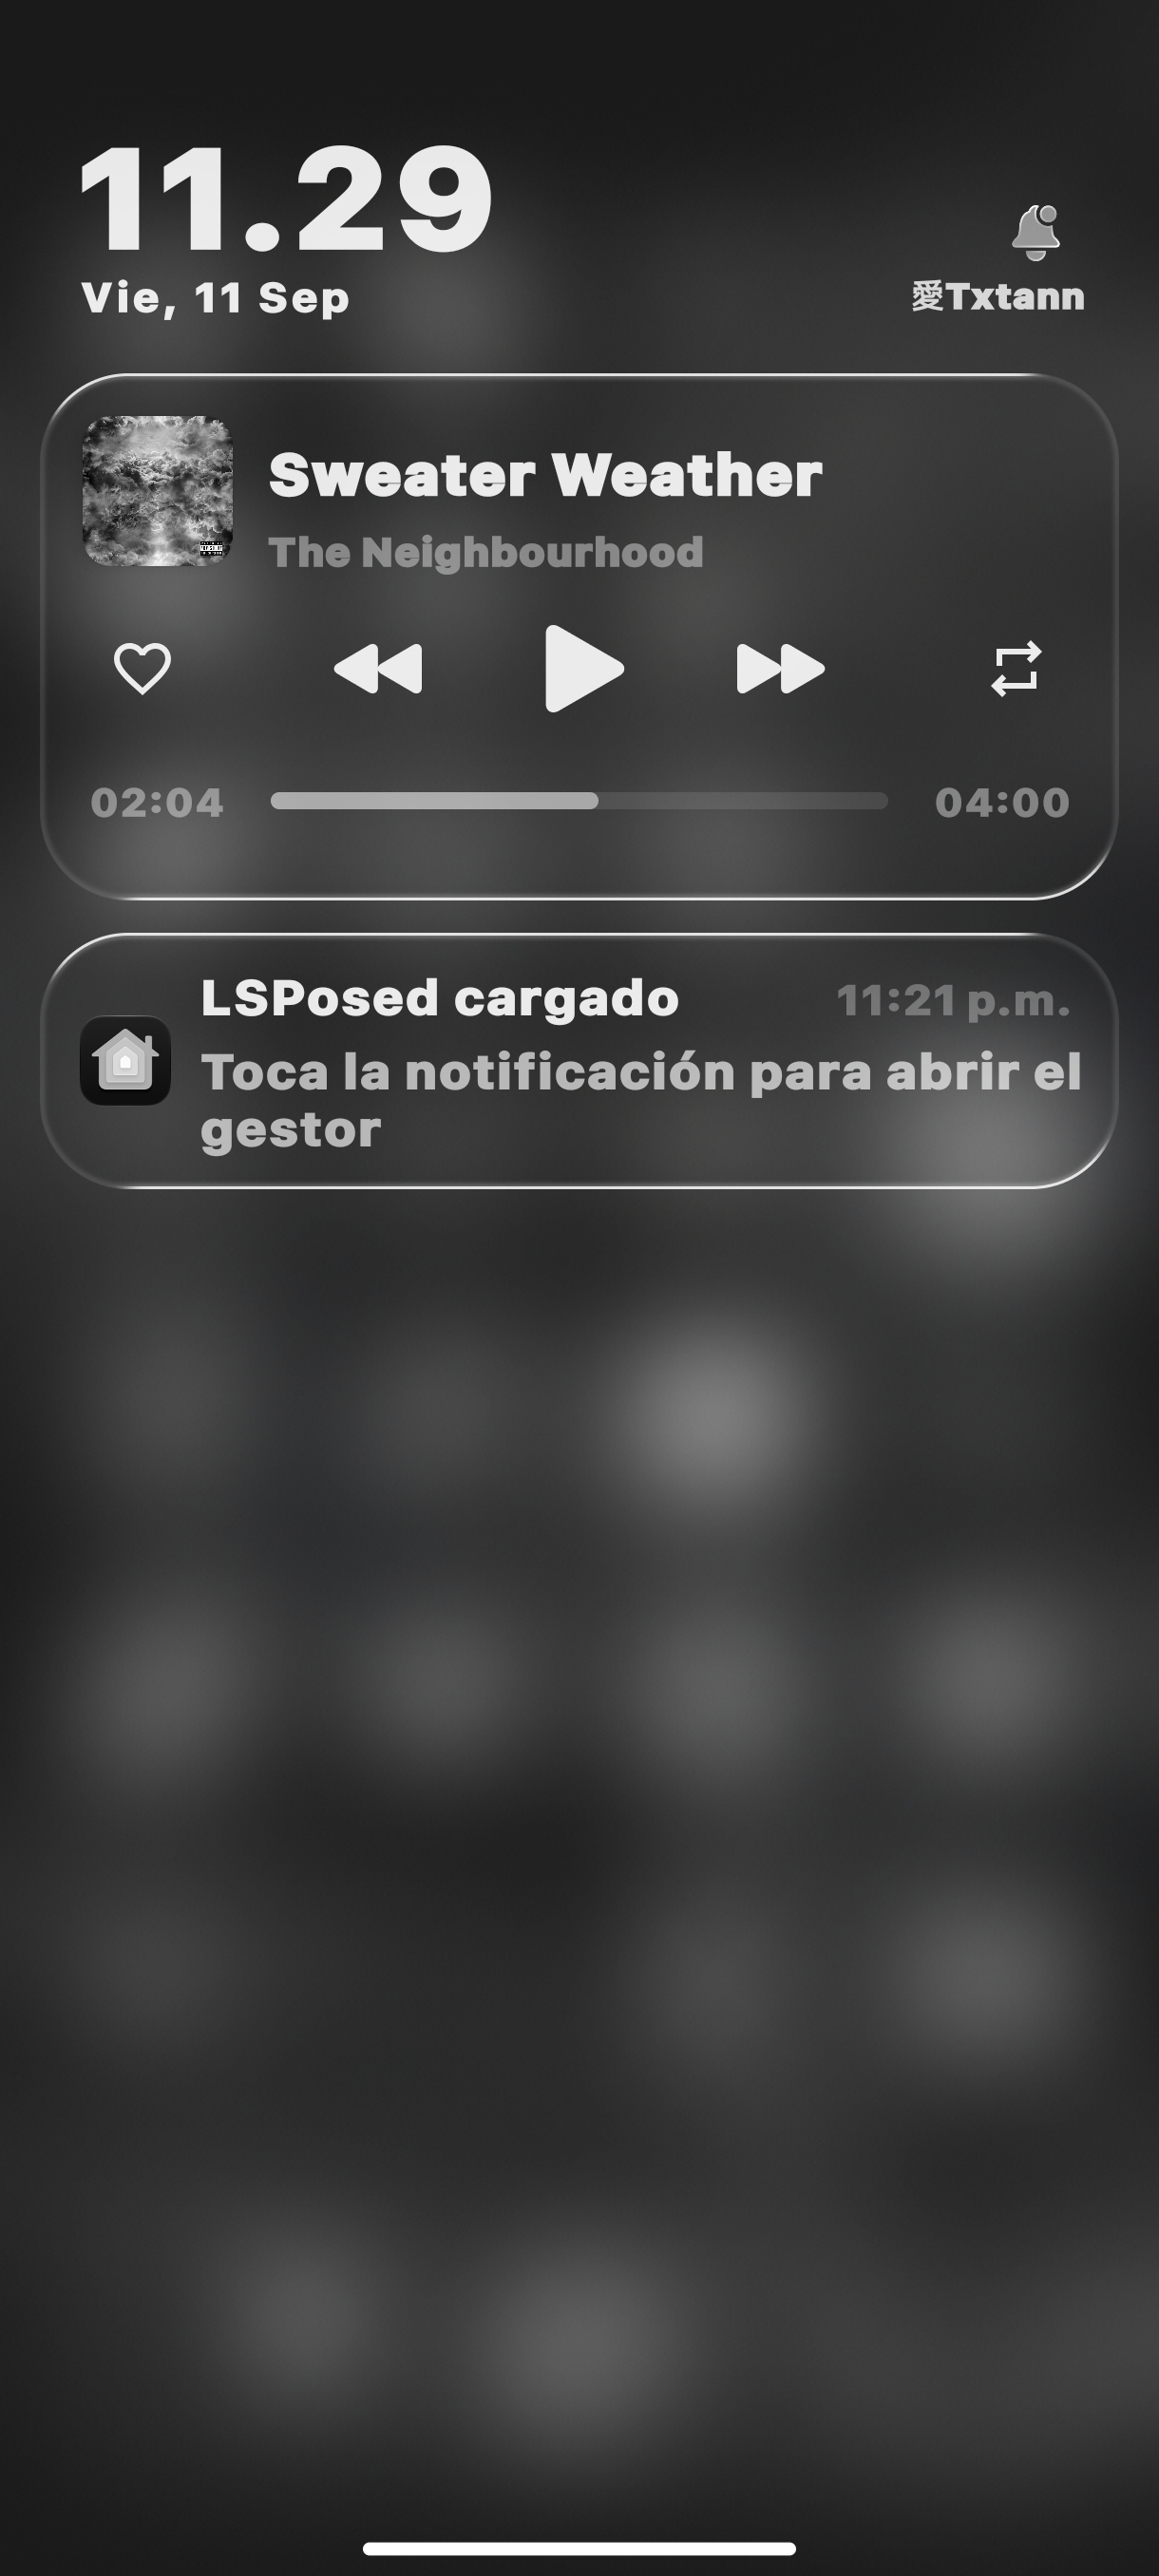 11.29
Vie, 11 Sep
愛Txtann
Sweater Weather
The Neighbourhood
02:04
04:00
LSPosed cargado
11:21 p.m.
Toca la notificación para abrir el
gestor